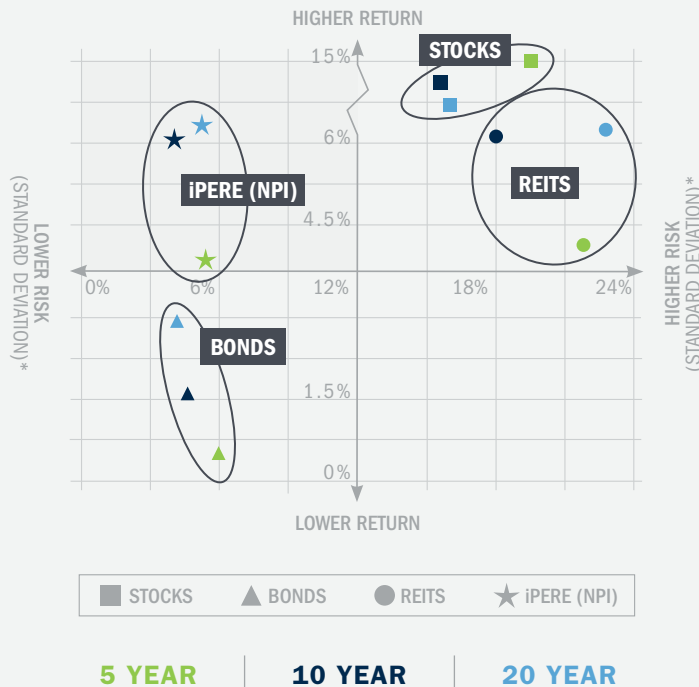 HIGHER RETURN
STOCKS
15%
6%
iPERE (NPI)
REITS
4.5%
LOWER RISK
(STANDARD DEVIATION)*
HIGHER RISK
(STANDARD DEVIATION)*
0%
6%
12%
18%
24%
BONDS
1.5%
0%
LOWER RETURN
STOCKS
BONDS
REITS
iPERE (NPI)
5 YEAR
10 YEAR
20 YEAR